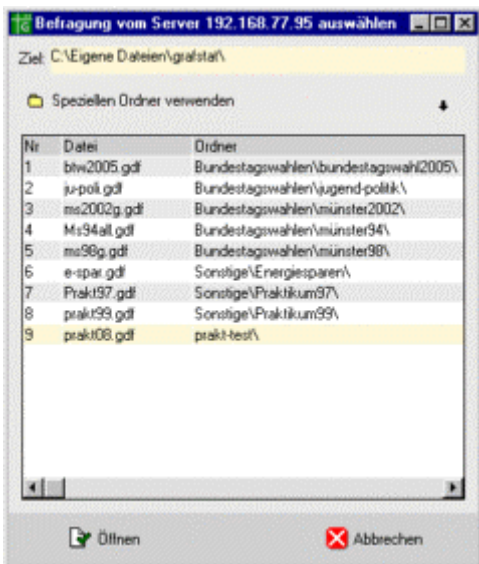 Befragung vom Server 192.168.77.95 auswählen
Ziel: C:\Eigene Dateien\grafstat\
Speziellen Ordner verwenden
Nr Datei Ordner
1 btw2005.gdf Bundestagswahlen\bundestagswahl2005\
2 ju-poli.gdf Bundestagswahlen\jugend-politik\
3 ms2002g.gdf Bundestagswahlen\münster2002\
4 Ms94all.gdf Bundestagswahlen\münster94\
5 ms98g.gdf Bundestagswahlen\münster98\
6 e-spar.gdf Sonstige\Energiesparen\
7 Prakt97.gdf Sonstige\Praktikum97\
8 prakt99.gdf Sonstige\Praktikum99\
9 prakt08.gdf prakt-test\
Öffnen Abbrechen